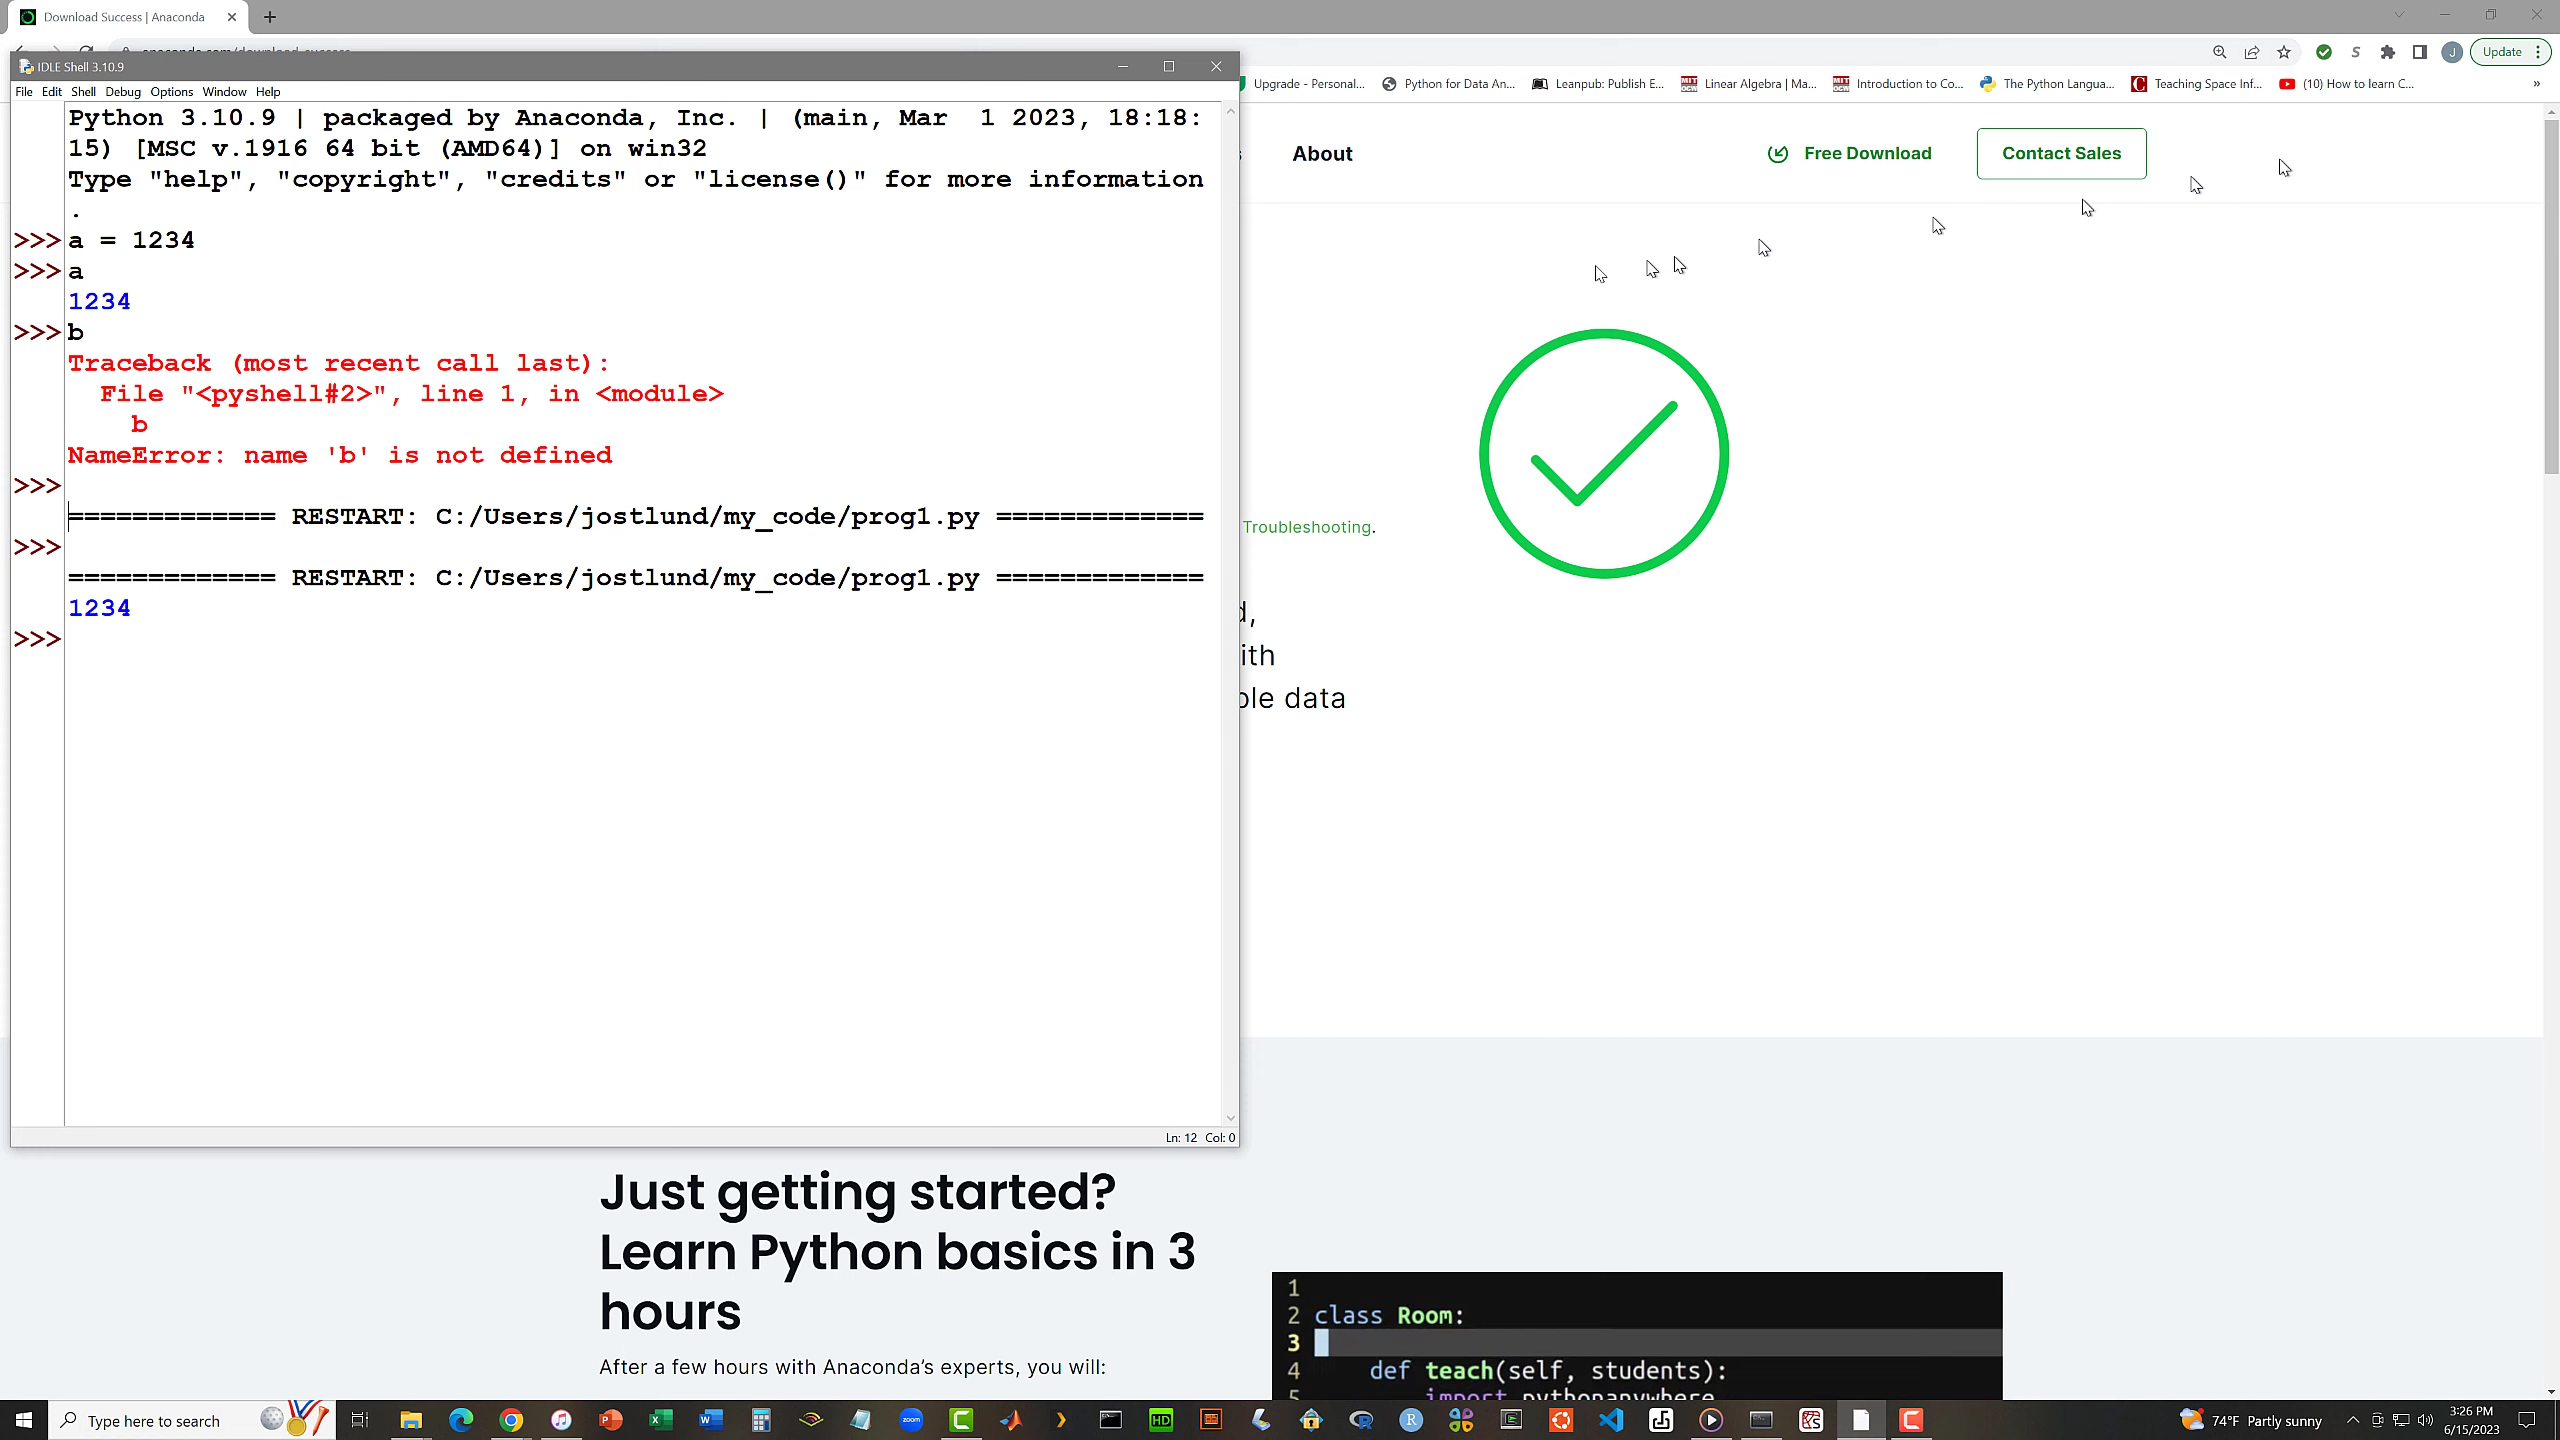 Download Success | Anaconda
Update
Upgrade - Personal...
Python for Data An...
Leanpub: Publish E...
Linear Algebra | Ma...
Introduction to Co...
The Python Langua...
Teaching Space Inf...
(10) How to learn C...
IDLE Shell 3.10.9
File Edit Shell Debug Options Window Help
Python 3.10.9 | packaged by Anaconda, Inc. | (main, Mar  1 2023, 18:18:
15) [MSC v.1916 64 bit (AMD64)] on win32
Type "help", "copyright", "credits" or "license()" for more information
.
>>> a = 1234
>>> a
1234
>>> b
Traceback (most recent call last):
  File "<pyshell#2>", line 1, in <module>
    b
NameError: name 'b' is not defined
>>>
============= RESTART: C:/Users/jostlund/my_code/prog1.py =============
>>>
============= RESTART: C:/Users/jostlund/my_code/prog1.py =============
1234
>>>
Ln: 12 Col: 0
About
Free Download
Contact Sales
Troubleshooting.
d,
ith
ble data
Just getting started?
Learn Python basics in 3
hours
After a few hours with Anaconda's experts, you will:
1
2 class Room:
3
4     def teach(self, students):
5         import pythonanywhere
Type here to search
zoom
HD
74°F Partly sunny
3:26 PM
6/15/2023